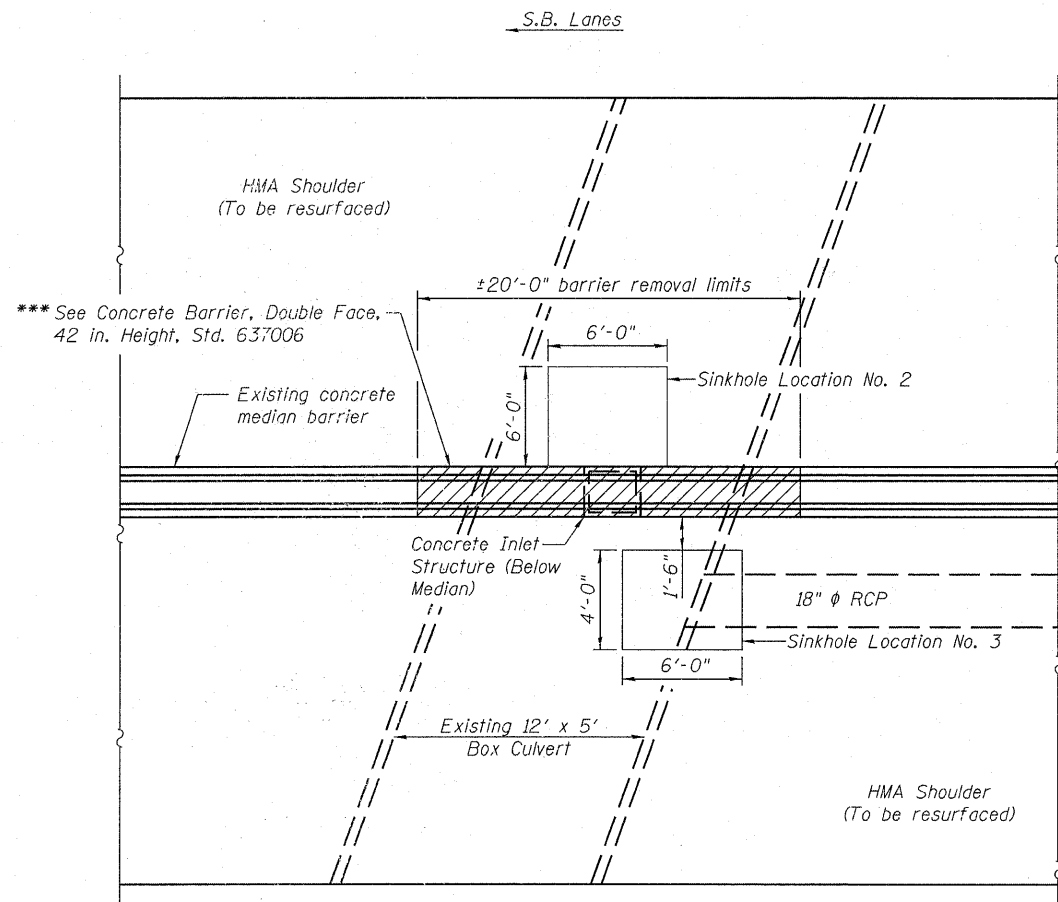 S.B. Lanes
HMA Shoulder
(To be resurfaced)
±20'-0" barrier removal limits
*** See Concrete Barrier, Double Face,
42 in. Height, Std. 637006
6'-0"
Sinkhole Location No. 2
Existing concrete
median barrier
6'-0"
Concrete Inlet
Structure (Below
Median)
1'-6"
4'-0"
18" ϕ RCP
Sinkhole Location No. 3
6'-0"
Existing 12' x 5'
Box Culvert
HMA Shoulder
(To be resurfaced)